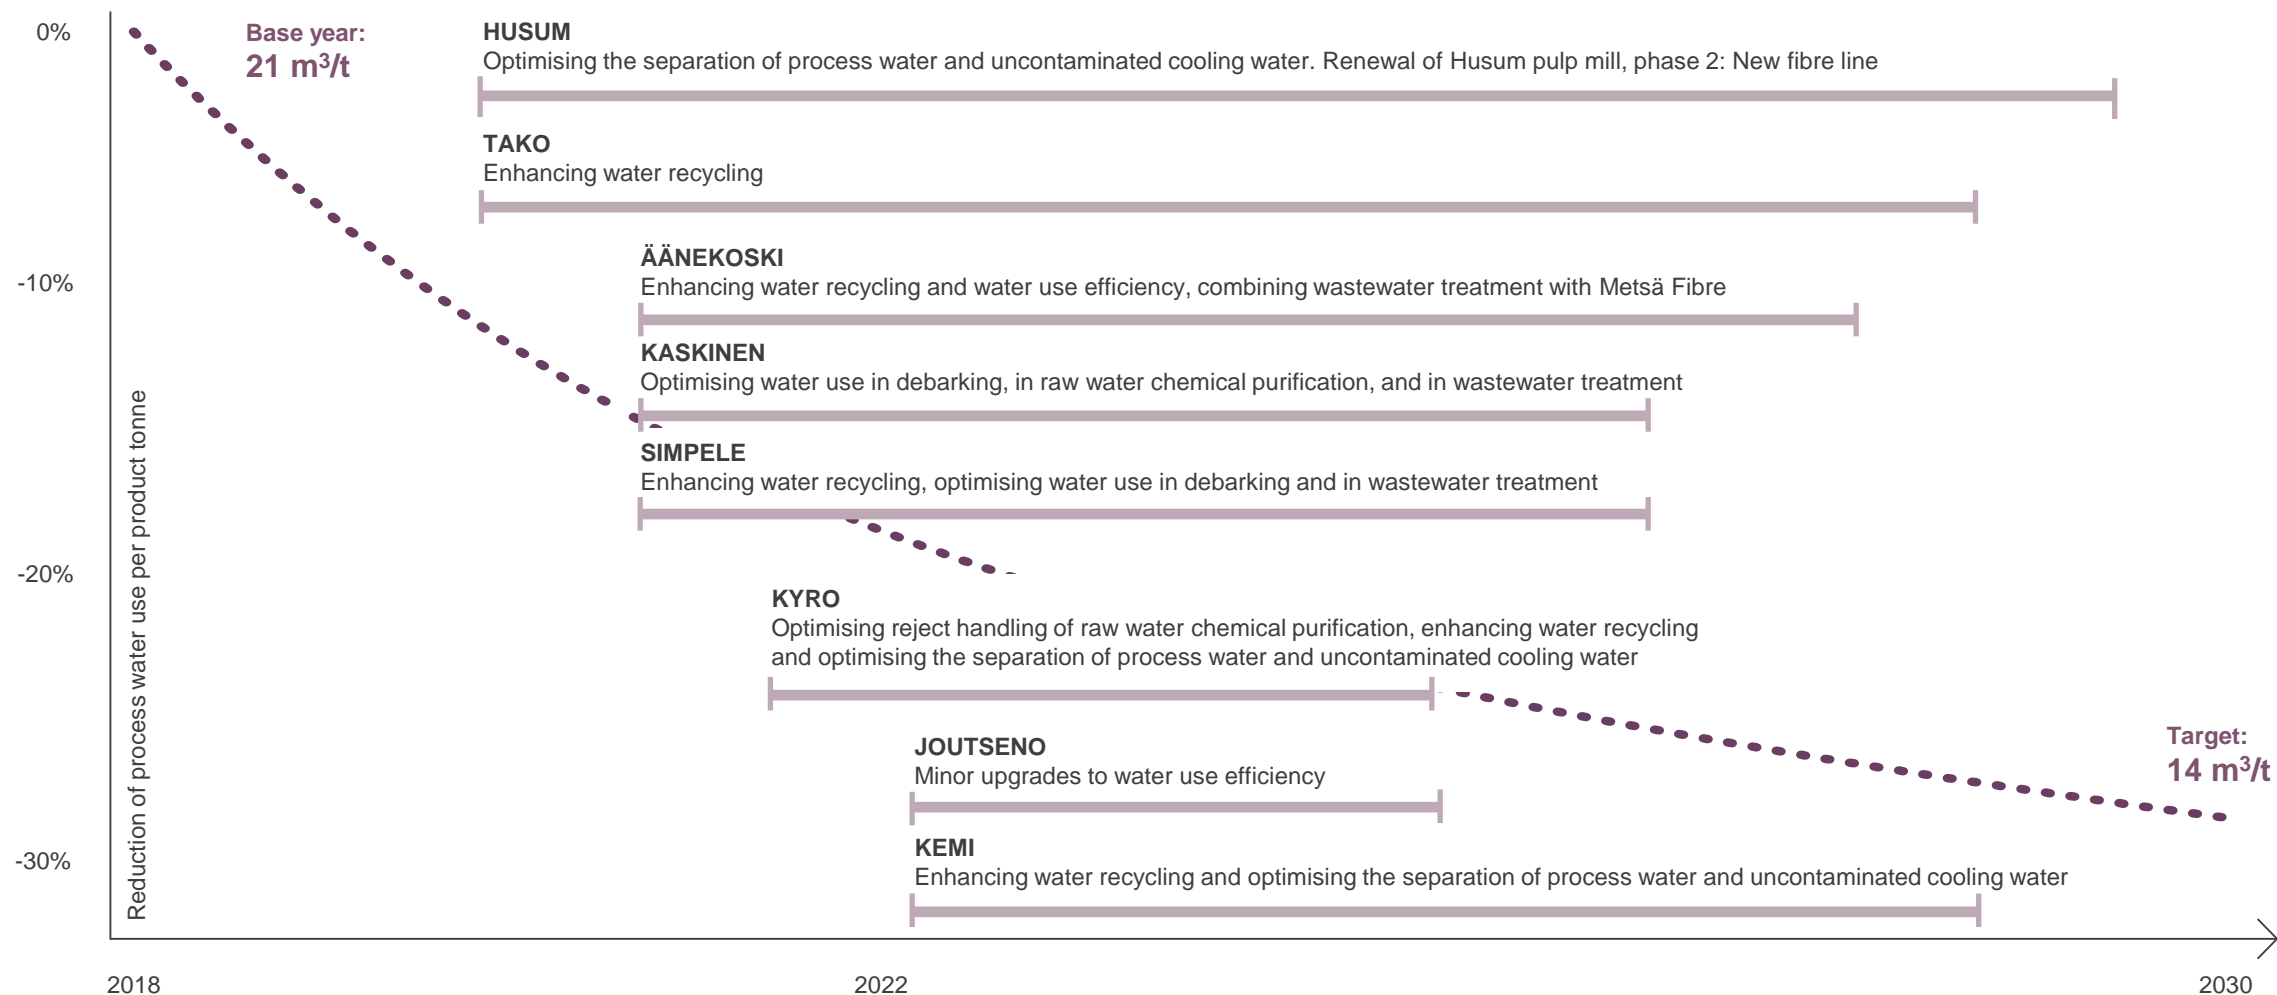 0%
Base year:
21 m³/t
HUSUM
Optimising the separation of process water and uncontaminated cooling water. Renewal of Husum pulp mill, phase 2: New fibre line
TAKO
Enhancing water recycling
-10%
ÄÄNEKOSKI
Enhancing water recycling and water use efficiency, combining wastewater treatment with Metsä Fibre
KASKINEN
Optimising water use in debarking, in raw water chemical purification, and in wastewater treatment
SIMPELE
Enhancing water recycling, optimising water use in debarking and in wastewater treatment
-20%
KYRO
Optimising reject handling of raw water chemical purification, enhancing water recycling
and optimising the separation of process water and uncontaminated cooling water
JOUTSENO
Minor upgrades to water use efficiency
Target:
14 m³/t
-30%
KEMI
Enhancing water recycling and optimising the separation of process water and uncontaminated cooling water
Reduction of process water use per product tonne
2018
2022
2030